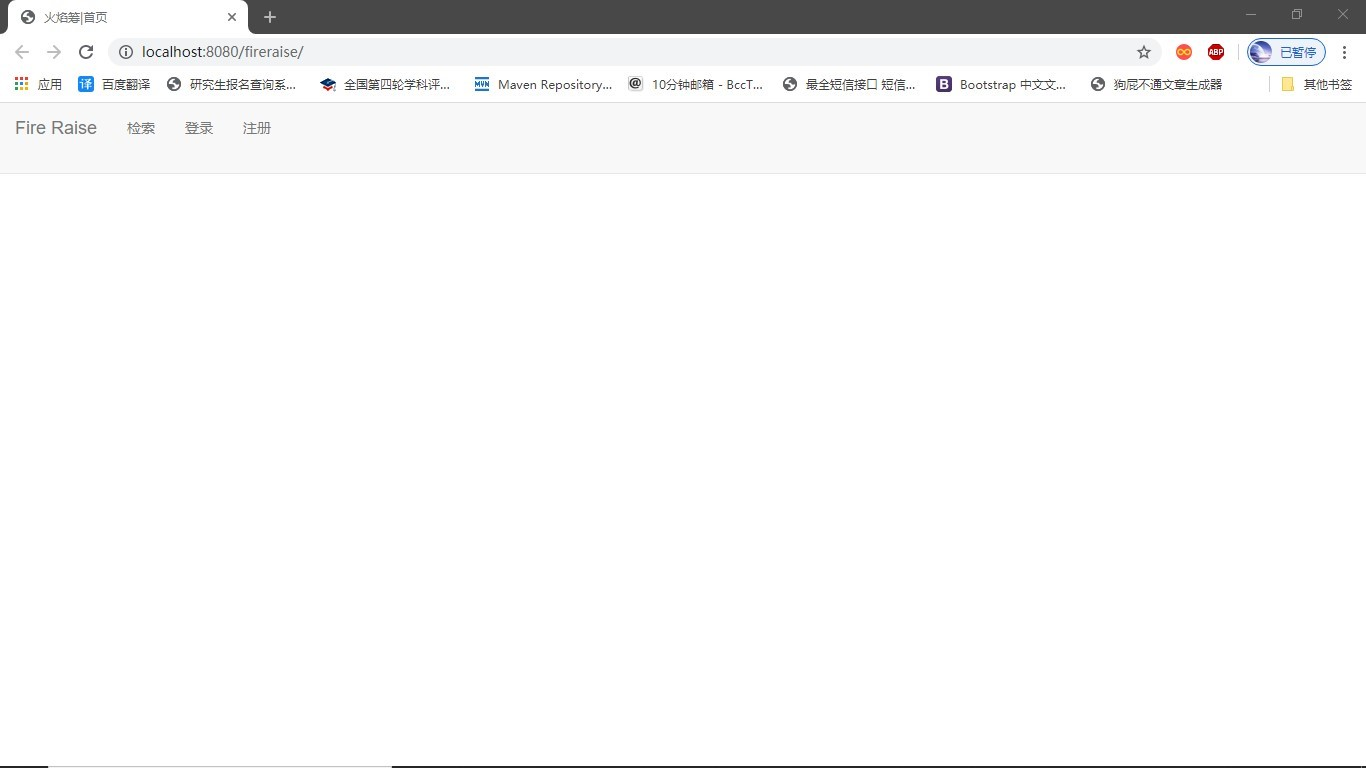 火焰筹|首页
localhost:8080/fireraise/
ABP
已暂停
应用
译 百度翻译
研究生报名查询系...
全国第四轮学科评...
MVN Maven Repository...
@ 10分钟邮箱 - BccT...
最全短信接口 短信...
B Bootstrap 中文文...
狗屁不通文章生成器
其他书签
Fire Raise 检索 登录 注册